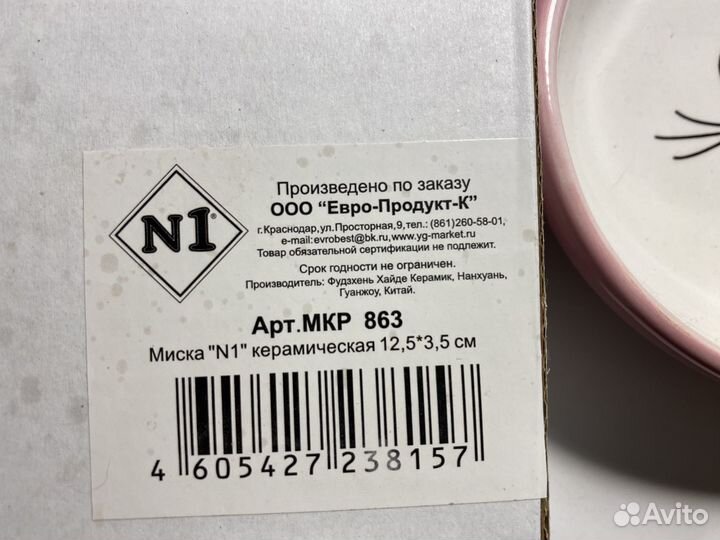 N1®
Произведено по заказу
ООО “Евро-Продукт-К”
г.Краснодар,ул.Просторная,9,тел.: (861)260-58-01,
e-mail:evrobest@bk.ru,www.yg-market.ru
Товар обязательной сертификации не подлежит.
Срок годности не ограничен.
Производитель: Фудзхень Хайде Керамик, Нанхуань,
Гуанжоу, Китай.
Арт.МКР 863
Миска "N1" керамическая 12,5*3,5 см
4 605427 238157
Avito